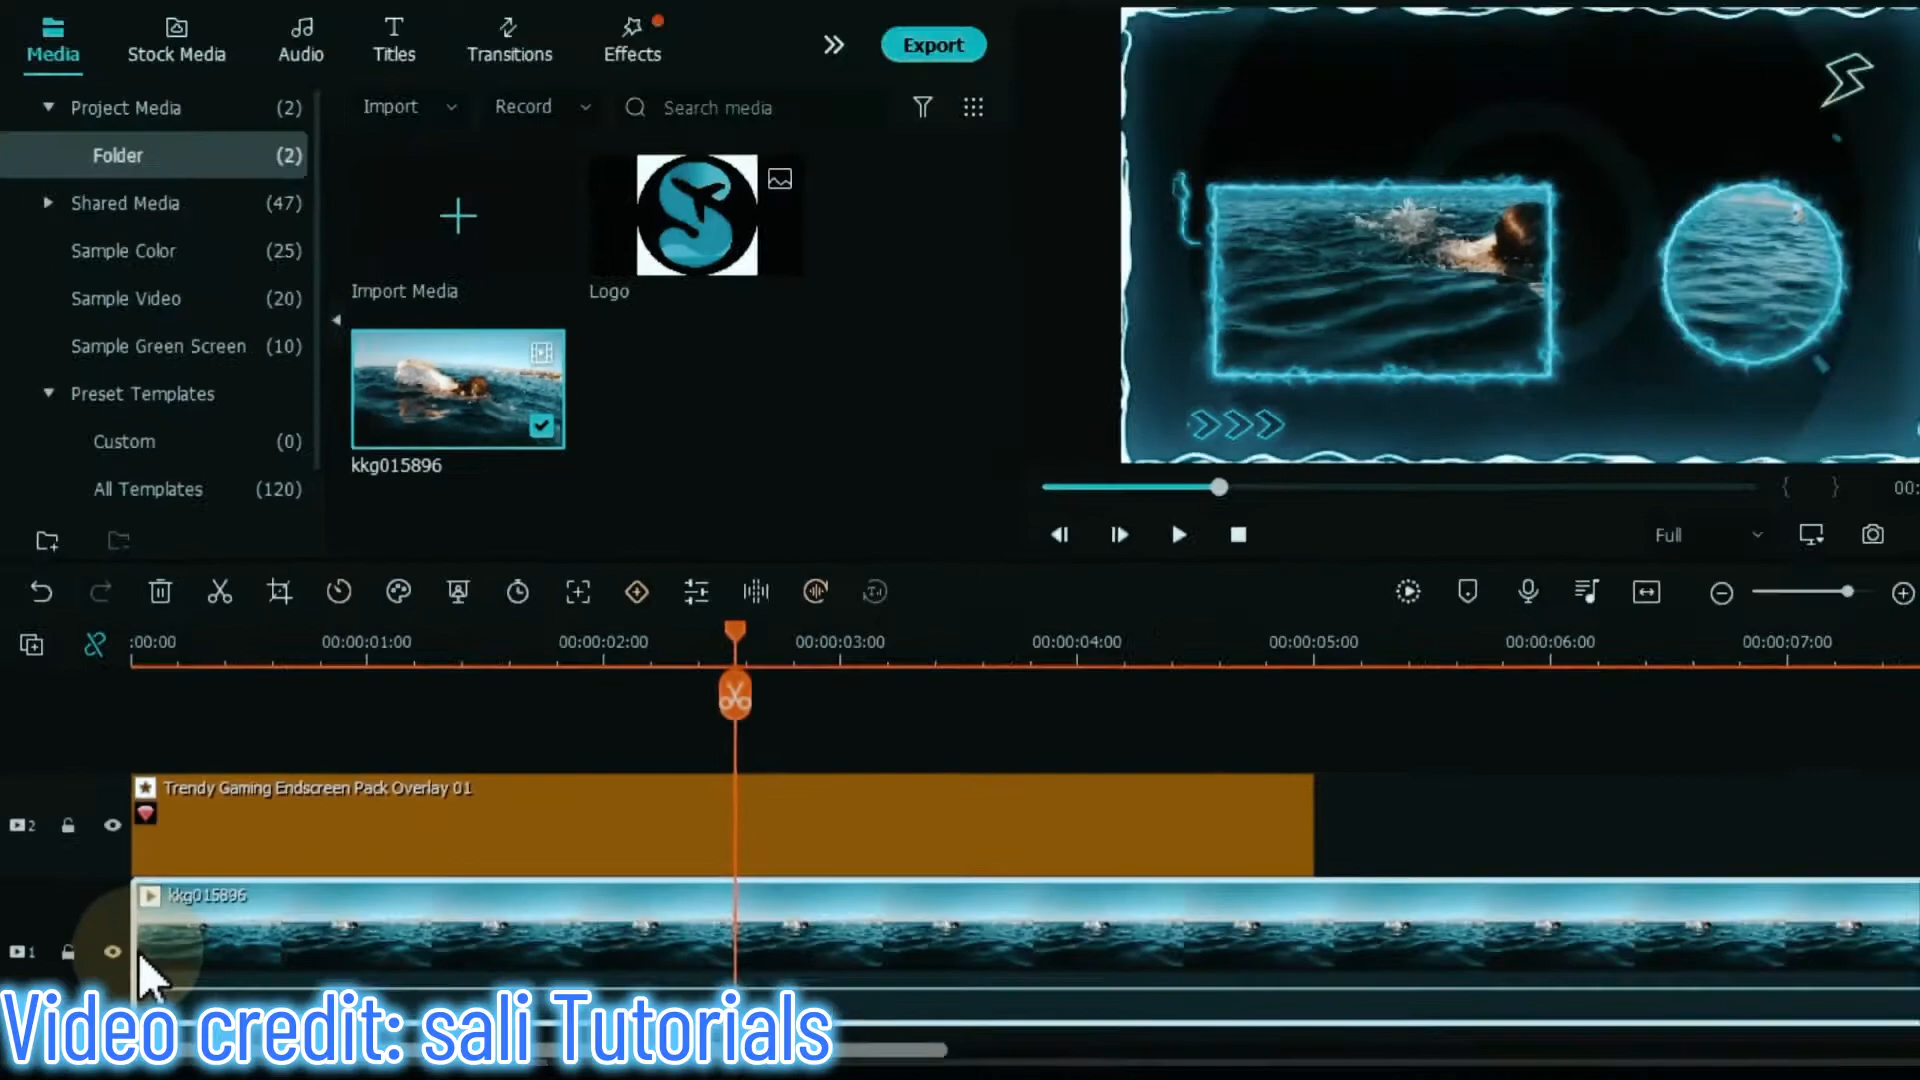 Media
Stock Media
Audio
Titles
Transitions
Effects
Export
Project Media (2)
Folder (2)
Shared Media (47)
Sample Color (25)
Sample Video (20)
Sample Green Screen (10)
Preset Templates
Custom (0)
All Templates (120)
Import
Record
Search media
Import Media
Logo
kkg015896
{ } 00:
Full
:00:00 00:00:01:00 00:00:02:00 00:00:03:00 00:00:04:00 00:00:05:00 00:00:06:00 00:00:07:00
Trendy Gaming Endscreen Pack Overlay 01
2
kkg015896
1
Video credit: sali Tutorials